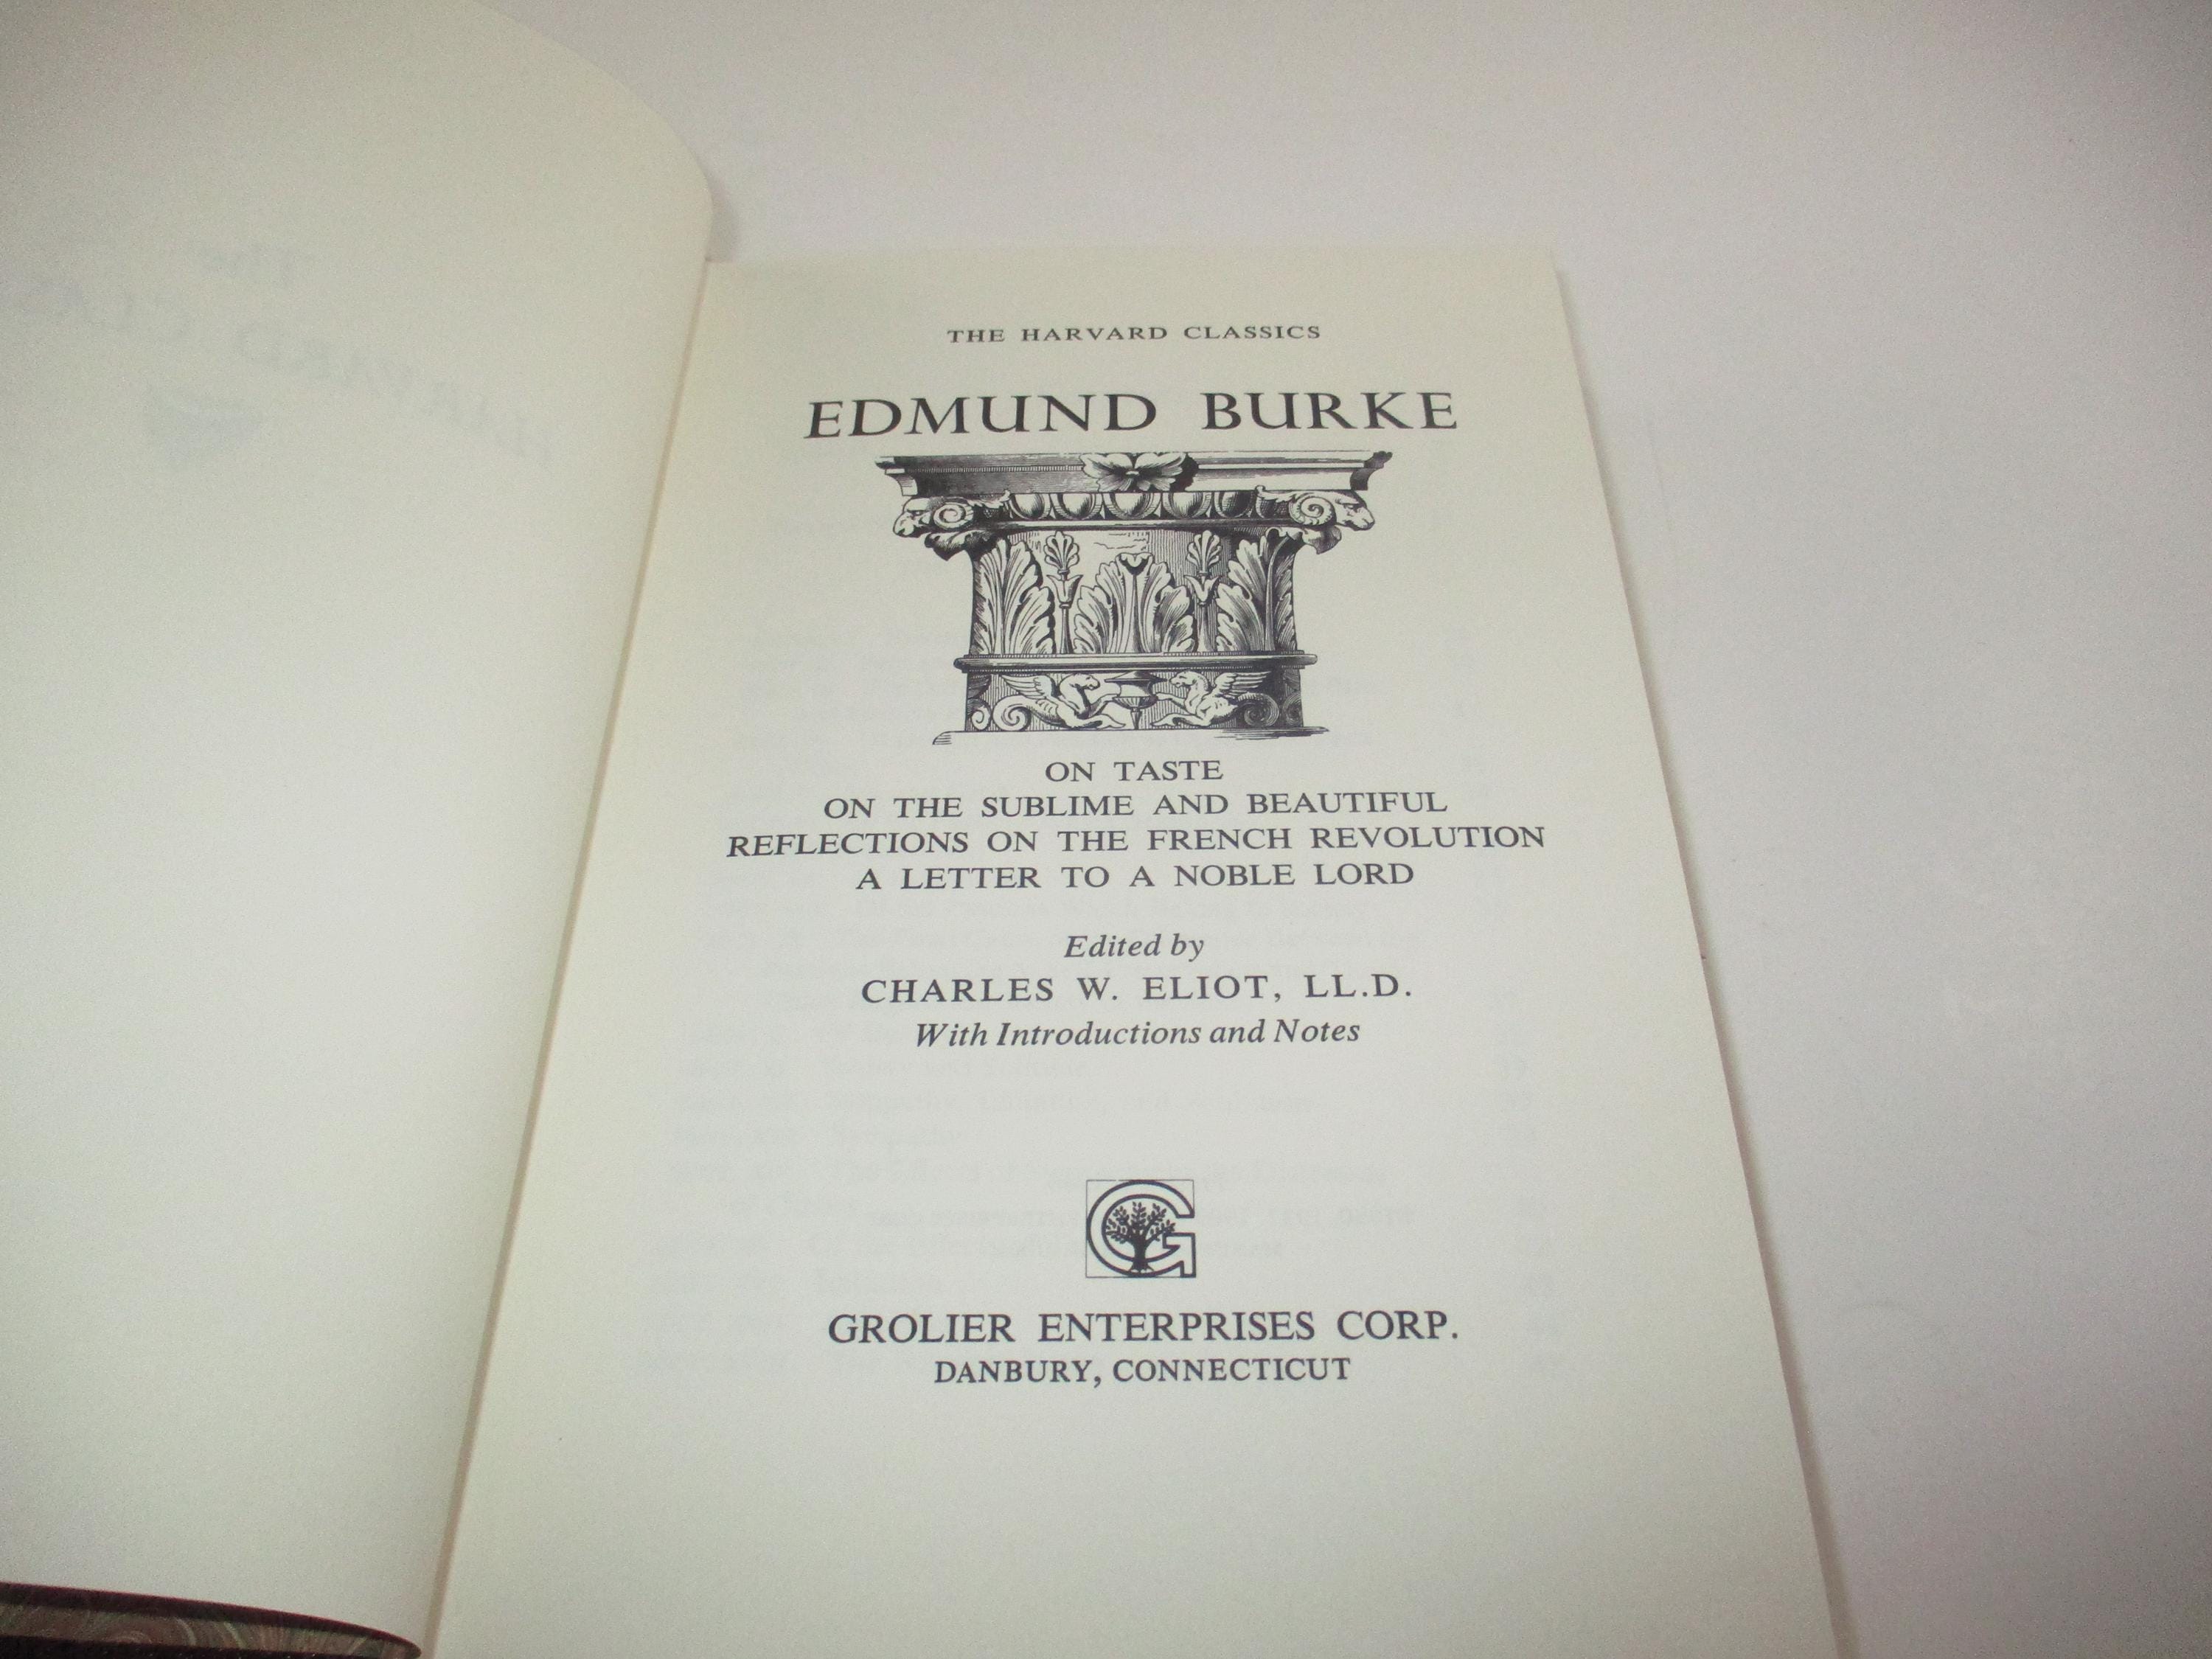 THE HARVARD CLASSICS
EDMUND BURKE
ON TASTE
ON THE SUBLIME AND BEAUTIFUL
REFLECTIONS ON THE FRENCH REVOLUTION
A LETTER TO A NOBLE LORD
Edited by
CHARLES W. ELIOT, LL.D.
With Introductions and Notes
G
GROLIER ENTERPRISES CORP.
DANBURY, CONNECTICUT